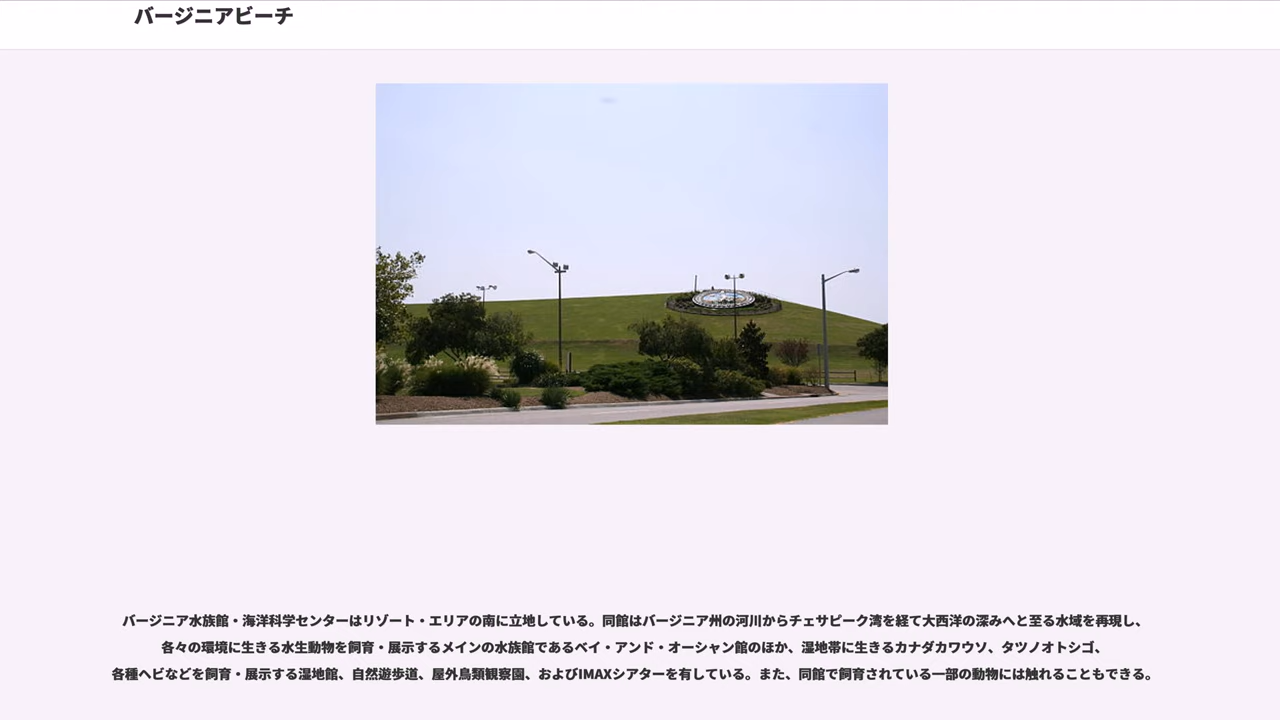 バージニアビーチ
バージニア水族館・海洋科学センターはリゾート・エリアの南に立地している。同館はバージニア州の河川からチェサピーク湾を経て大西洋の深みへと至る水域を再現し、
各々の環境に生きる水生動物を飼育・展示するメインの水族館であるベイ・アンド・オーシャン館のほか、湿地帯に生きるカナダカワウソ、タツノオトシゴ、
各種ヘビなどを飼育・展示する湿地館、自然遊歩道、屋外鳥類観察園、およびIMAXシアターを有している。また、同館で飼育されている一部の動物には触れることもできる。